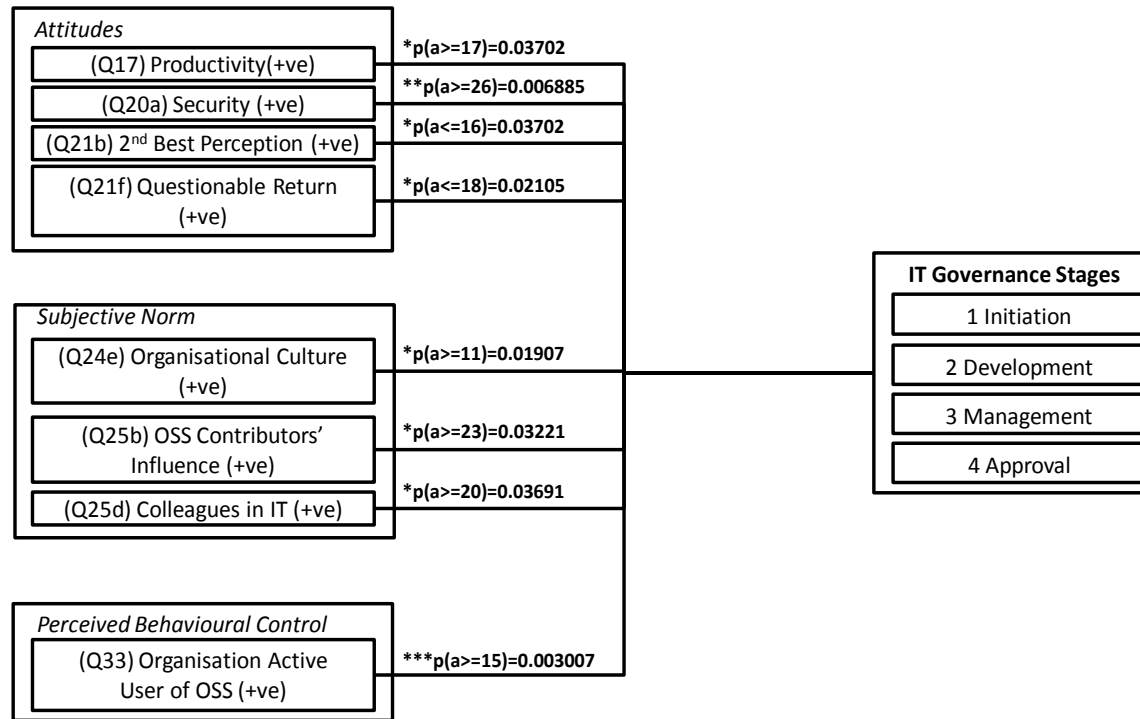 Attitudes
(Q17) Productivity(+ve)
*p(a>=17)=0.03702
(Q20a) Security (+ve)
**p(a>=26)=0.006885
(Q21b) 2nd Best Perception (+ve)
*p(a<=16)=0.03702
(Q21f) Questionable Return
(+ve)
*p(a<=18)=0.02105
Subjective Norm
(Q24e) Organisational Culture
(+ve)
*p(a>=11)=0.01907
(Q25b) OSS Contributors’
Influence (+ve)
*p(a>=23)=0.03221
(Q25d) Colleagues in IT (+ve)
*p(a>=20)=0.03691
Perceived Behavioural Control
(Q33) Organisation Active
User of OSS (+ve)
***p(a>=15)=0.003007
IT Governance Stages
1 Initiation
2 Development
3 Management
4 Approval